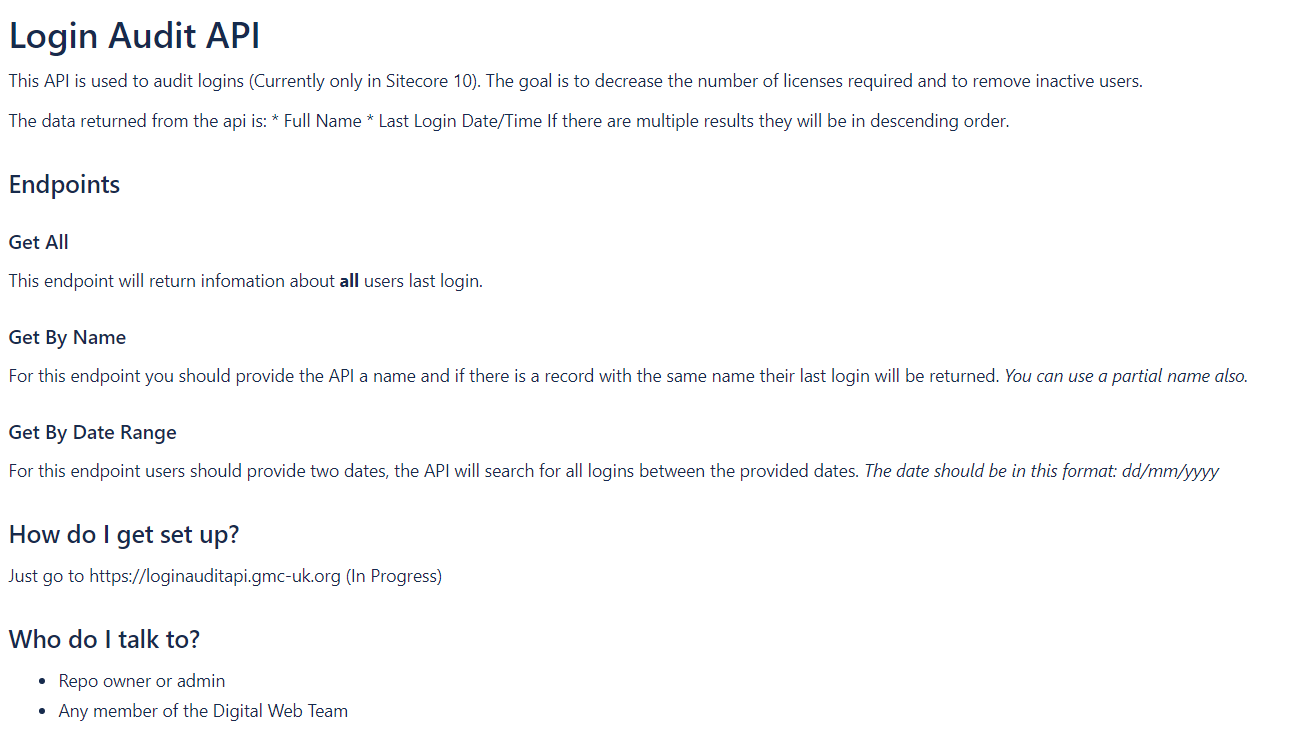 Login Audit API
This API is used to audit logins (Currently only in Sitecore 10). The goal is to decrease the number of licenses required and to remove inactive users.
The data returned from the api is: * Full Name * Last Login Date/Time If there are multiple results they will be in descending order.
Endpoints
Get All
This endpoint will return infomation about all users last login.
Get By Name
For this endpoint you should provide the API a name and if there is a record with the same name their last login will be returned. You can use a partial name also.
Get By Date Range
For this endpoint users should provide two dates, the API will search for all logins between the provided dates. The date should be in this format: dd/mm/yyyy
How do I get set up?
Just go to https://loginauditapi.gmc-uk.org (In Progress)
Who do I talk to?
• Repo owner or admin
• Any member of the Digital Web Team